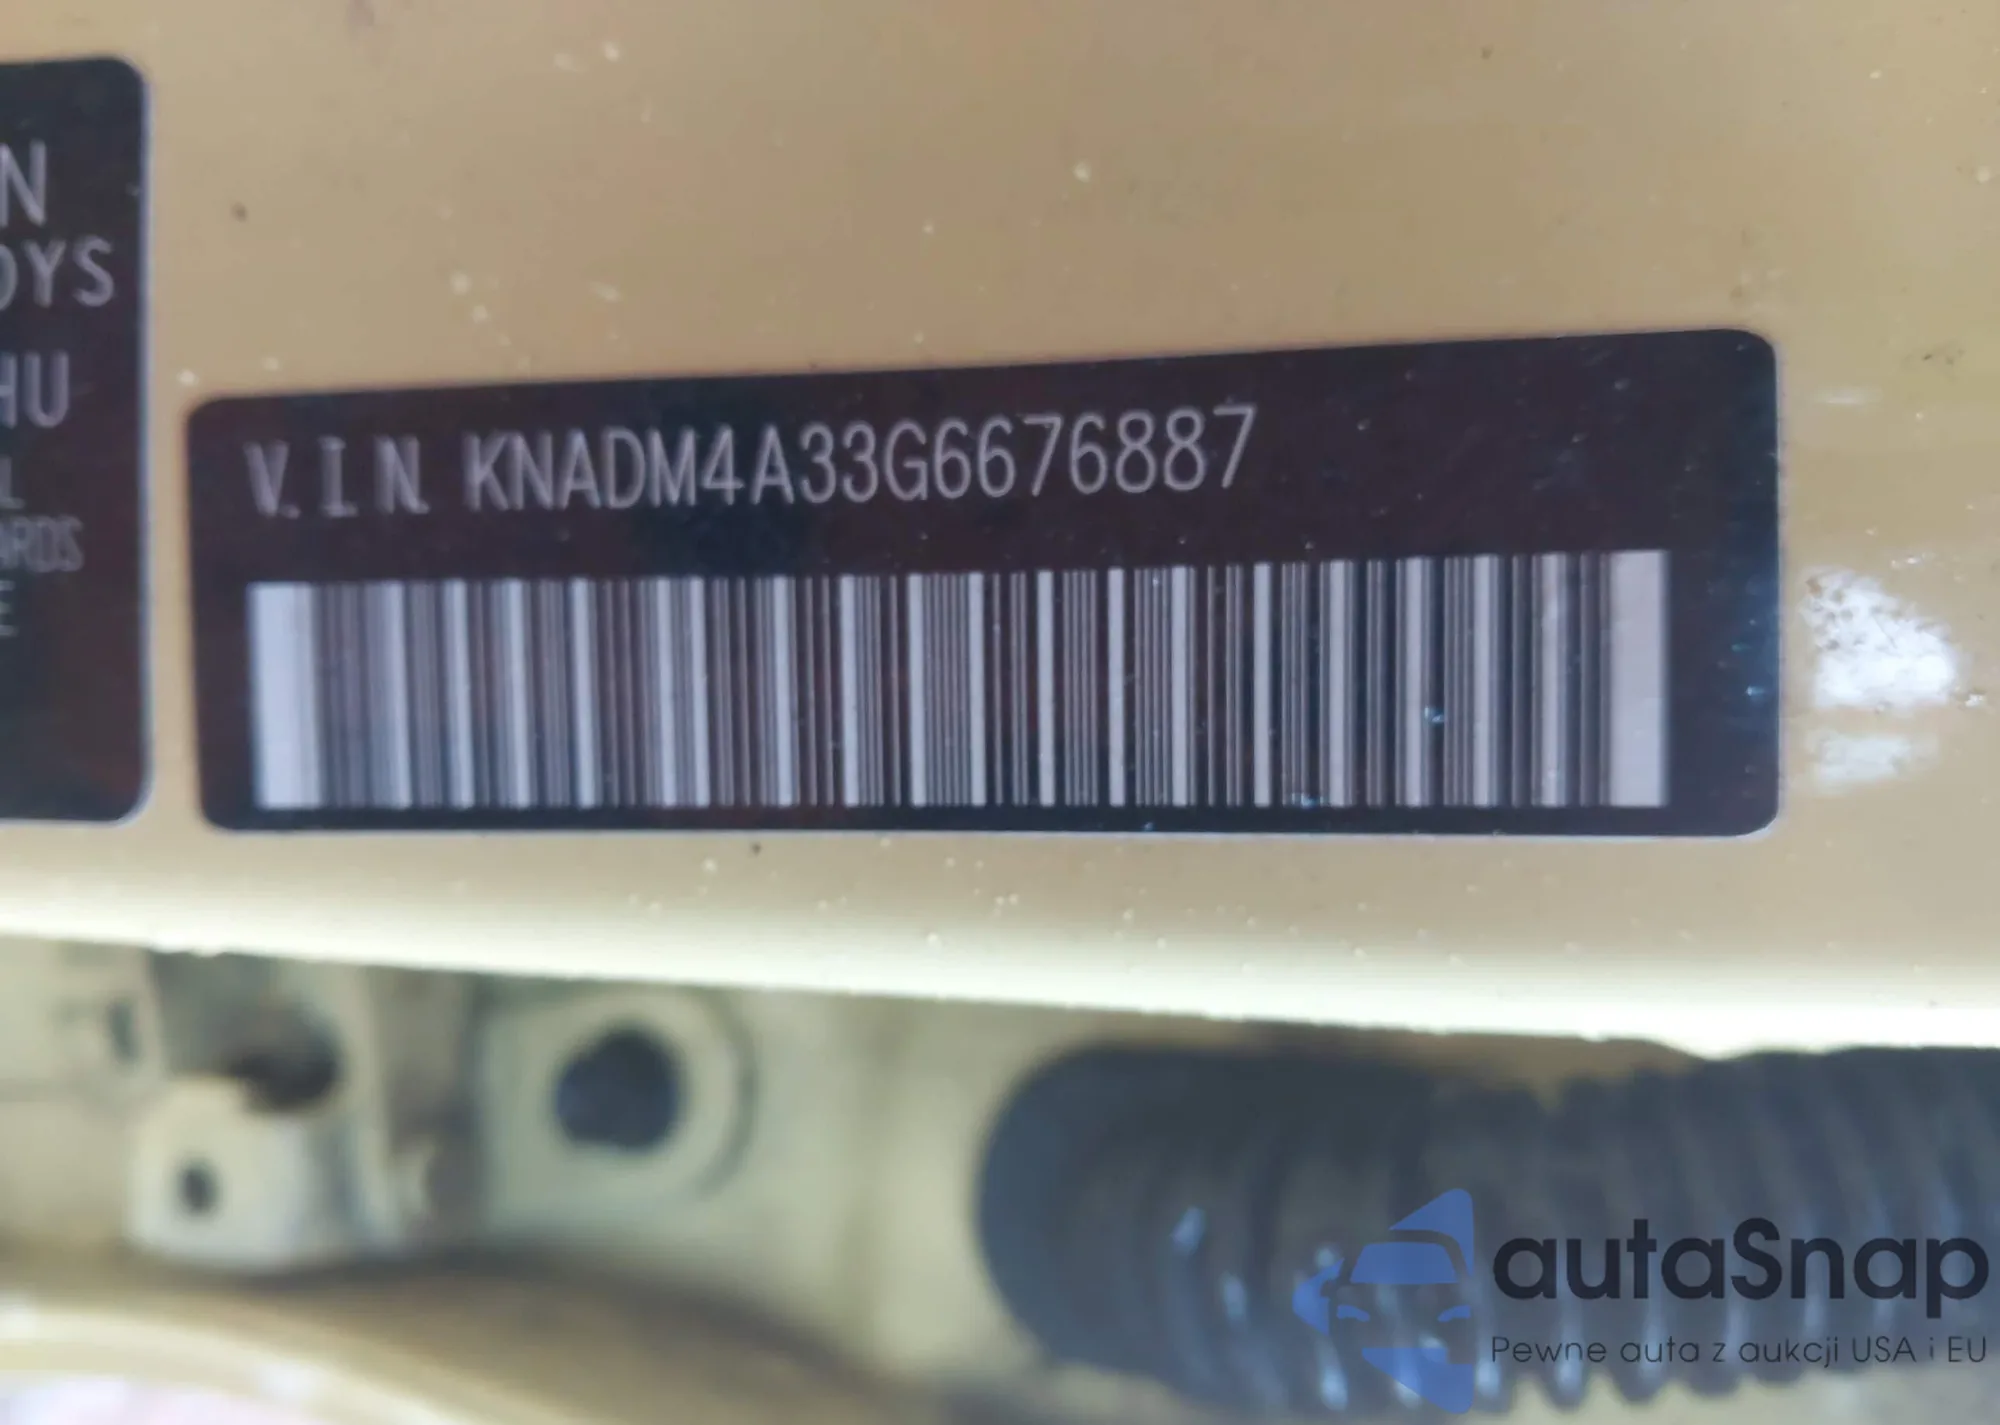 N
DYS
HU
L
ARDS
E
V.I.N. KNADM4A33G6676887
autaSnap
Pewne auta z aukcji USA i EU